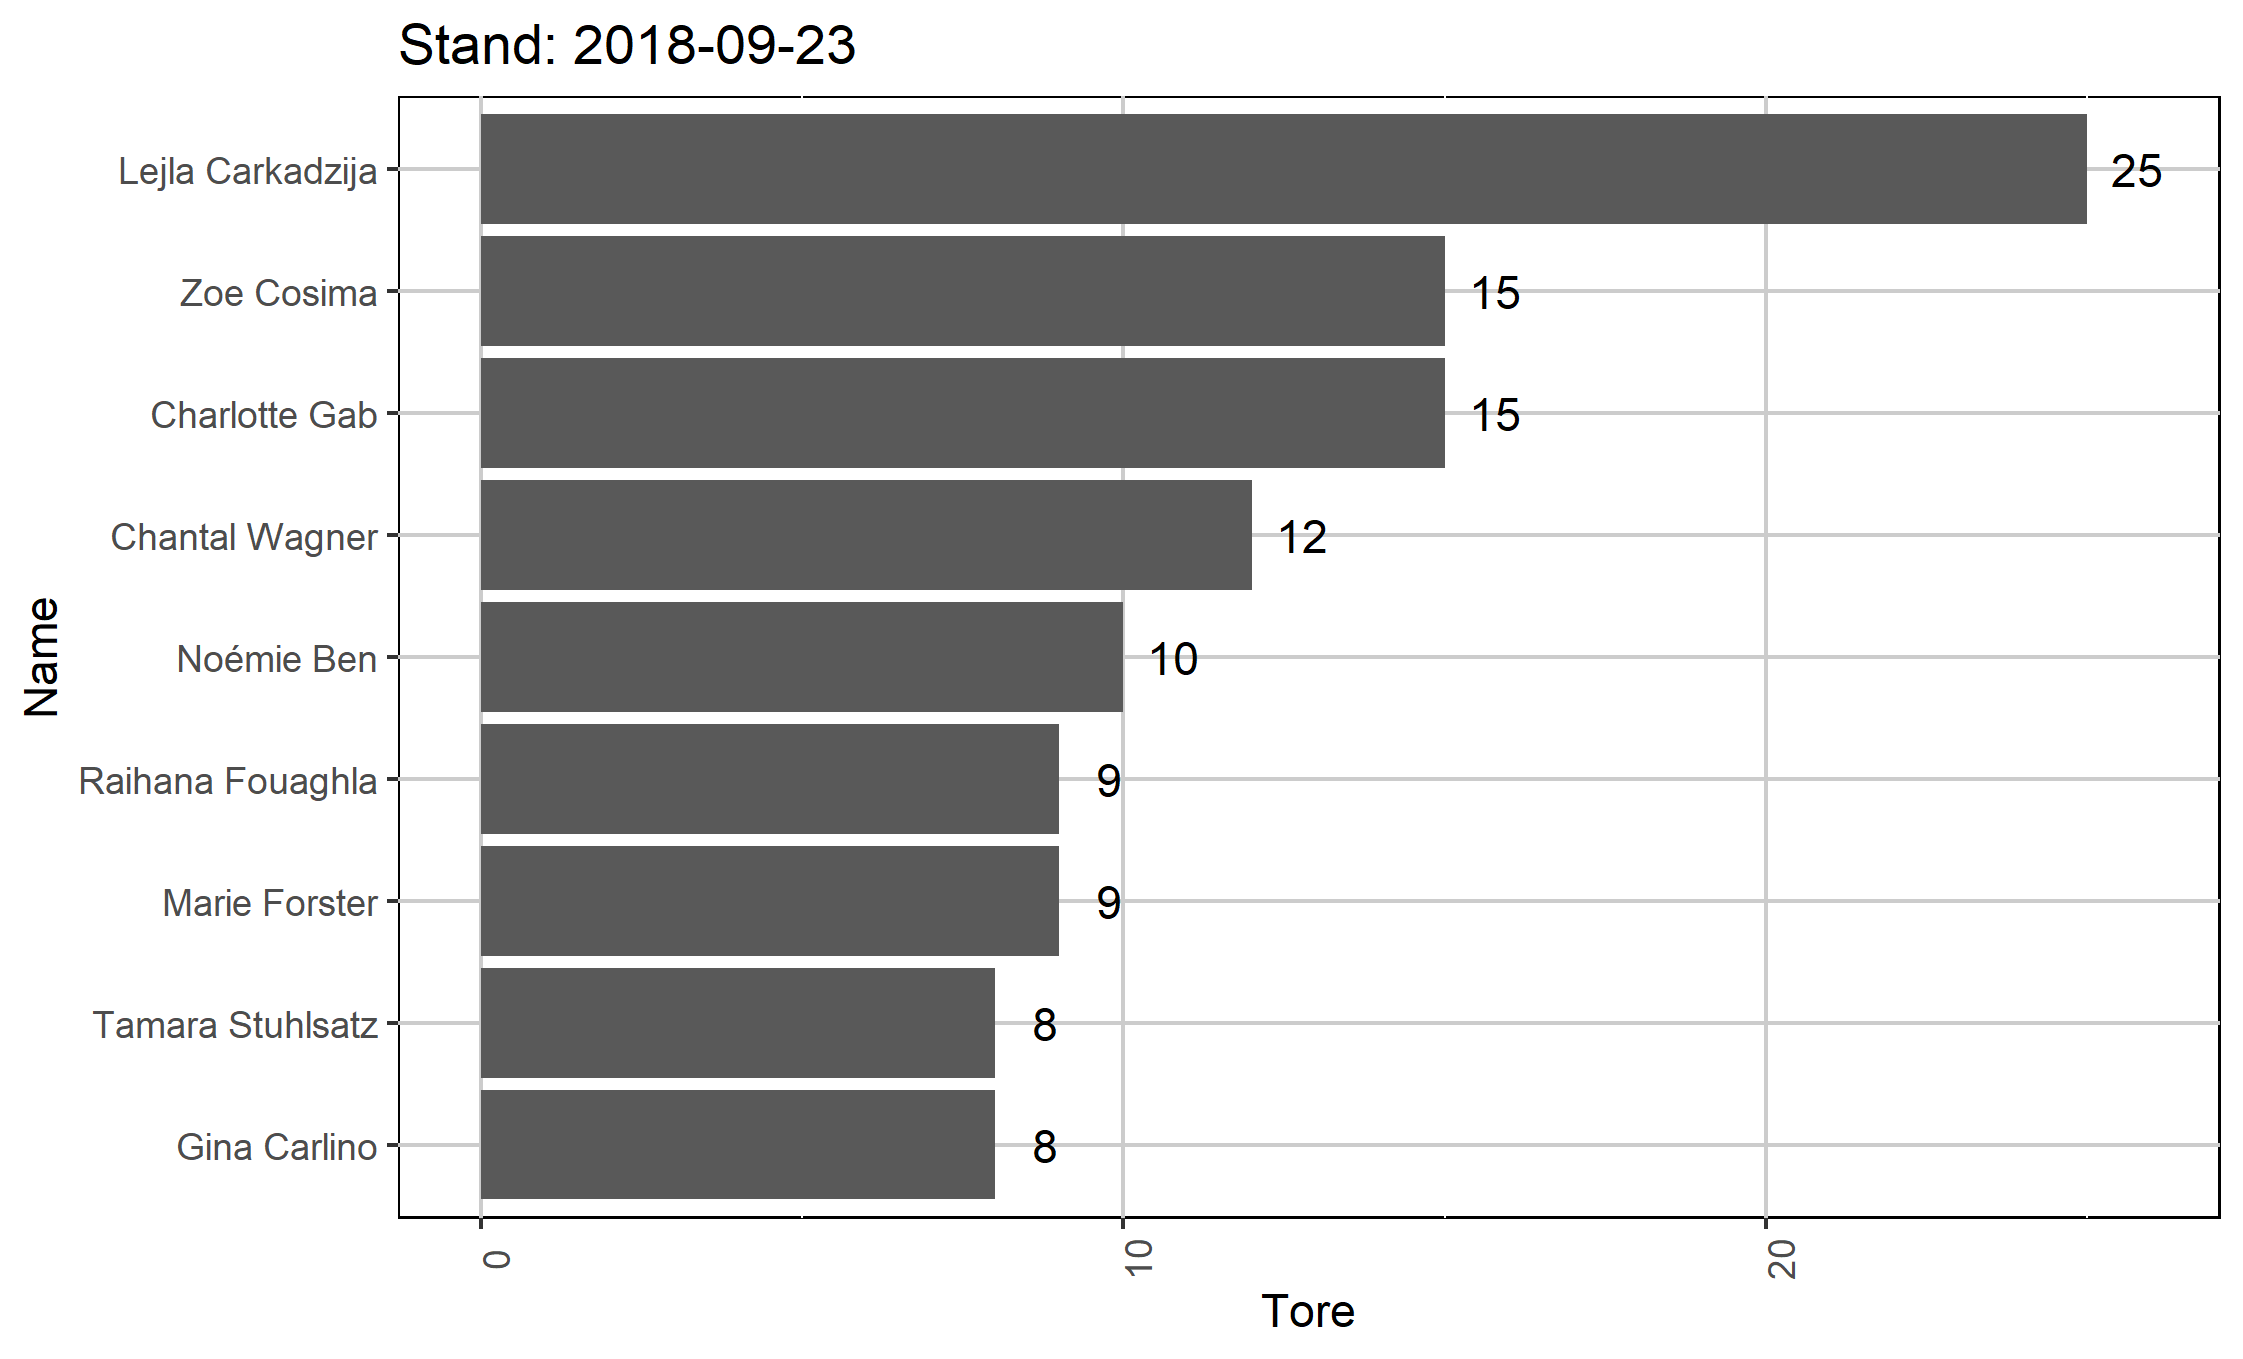 Stand: 2018-09-23
Name
Lejla Carkadzija 25
Zoe Cosima 15
Charlotte Gab 15
Chantal Wagner 12
Noémie Ben 10
Raihana Fouaghla 9
Marie Forster 9
Tamara Stuhlsatz 8
Gina Carlino 8
0 10 20
Tore